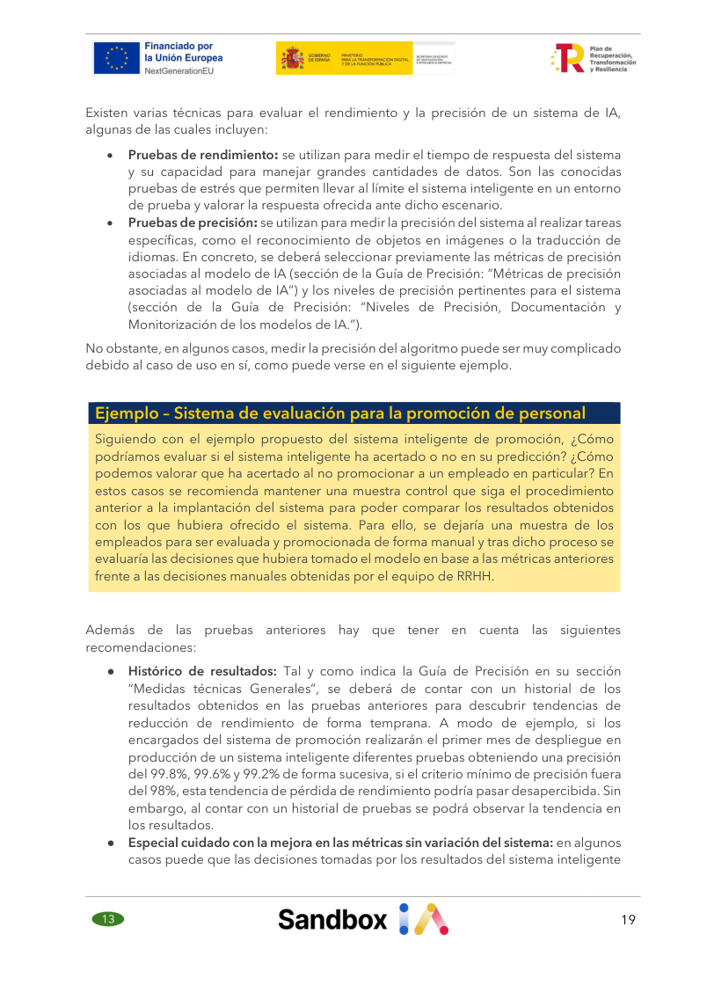 Financiado por
la Unión Europea
NextGenerationEU
GOBIERNO
DE ESPAÑA
MINISTERIO
PARA LA TRANSFORMACIÓN DIGITAL
Y DE LA FUNCIÓN PÚBLICA
SECRETARÍA DE ESTADO
DE DIGITALIZACIÓN
E INTELIGENCIA ARTIFICIAL
Plan de
Recuperación,
Transformación
y Resiliencia
Existen varias técnicas para evaluar el rendimiento y la precisión de un sistema de IA,
algunas de las cuales incluyen:
• Pruebas de rendimiento: se utilizan para medir el tiempo de respuesta del sistema
y su capacidad para manejar grandes cantidades de datos. Son las conocidas
pruebas de estrés que permiten llevar al límite el sistema inteligente en un entorno
de prueba y valorar la respuesta ofrecida ante dicho escenario.
• Pruebas de precisión: se utilizan para medir la precisión del sistema al realizar tareas
específicas, como el reconocimiento de objetos en imágenes o la traducción de
idiomas. En concreto, se deberá seleccionar previamente las métricas de precisión
asociadas al modelo de IA (sección de la Guía de Precisión: “Métricas de precisión
asociadas al modelo de IA”) y los niveles de precisión pertinentes para el sistema
(sección de la Guía de Precisión: “Niveles de Precisión, Documentación y
Monitorización de los modelos de IA.”).
No obstante, en algunos casos, medir la precisión del algoritmo puede ser muy complicado
debido al caso de uso en sí, como puede verse en el siguiente ejemplo.
Ejemplo – Sistema de evaluación para la promoción de personal
Siguiendo con el ejemplo propuesto del sistema inteligente de promoción, ¿Cómo
podríamos evaluar si el sistema inteligente ha acertado o no en su predicción? ¿Cómo
podemos valorar que ha acertado al no promocionar a un empleado en particular? En
estos casos se recomienda mantener una muestra control que siga el procedimiento
anterior a la implantación del sistema para poder comparar los resultados obtenidos
con los que hubiera ofrecido el sistema. Para ello, se dejaría una muestra de los
empleados para ser evaluada y promocionada de forma manual y tras dicho proceso se
evaluaría las decisiones que hubiera tomado el modelo en base a las métricas anteriores
frente a las decisiones manuales obtenidas por el equipo de RRHH.
Además de las pruebas anteriores hay que tener en cuenta las siguientes
recomendaciones:
● Histórico de resultados: Tal y como indica la Guía de Precisión en su sección
“Medidas técnicas Generales”, se deberá de contar con un historial de los
resultados obtenidos en las pruebas anteriores para descubrir tendencias de
reducción de rendimiento de forma temprana. A modo de ejemplo, si los
encargados del sistema de promoción realizarán el primer mes de despliegue en
producción de un sistema inteligente diferentes pruebas obteniendo una precisión
del 99.8%, 99.6% y 99.2% de forma sucesiva, si el criterio mínimo de precisión fuera
del 98%, esta tendencia de pérdida de rendimiento podría pasar desapercibida. Sin
embargo, al contar con un historial de pruebas se podrá observar la tendencia en
los resultados.
● Especial cuidado con la mejora en las métricas sin variación del sistema: en algunos
casos puede que las decisiones tomadas por los resultados del sistema inteligente
13
Sandbox IA
19